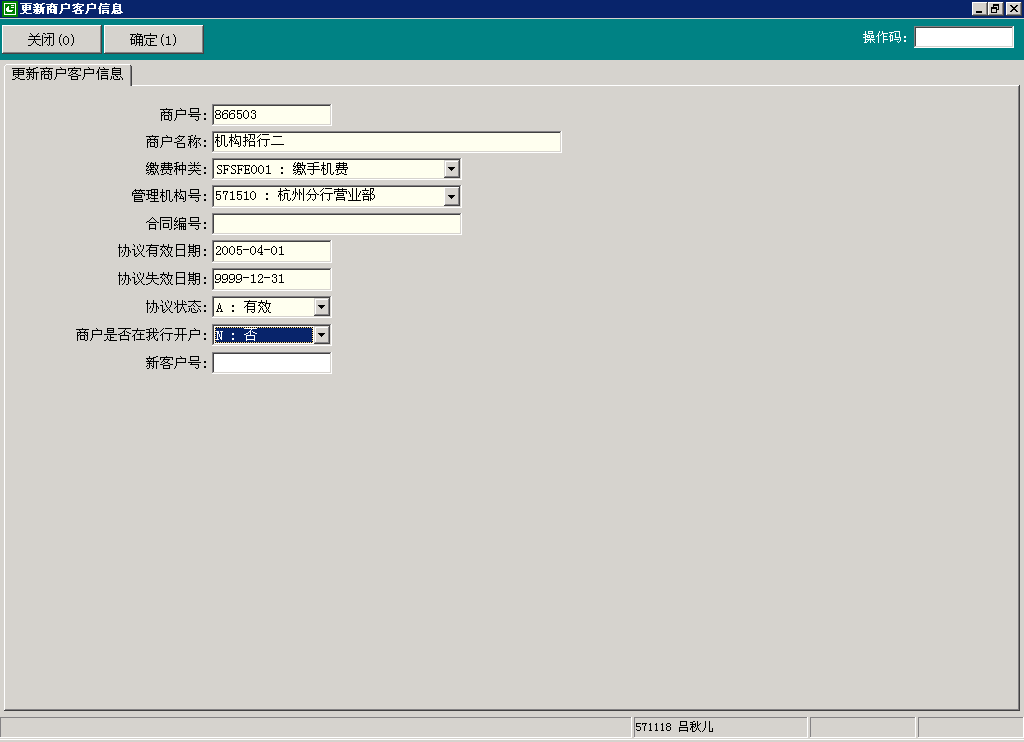 更新商户客户信息
关闭(0) 确定(1) 操作码:
更新商户客户信息
商户号: 866503
商户名称: 机构招行二
缴费种类: SFSFE001 : 缴手机费
管理机构号: 571510 : 杭州分行营业部
合同编号:
协议有效日期: 2005-04-01
协议失效日期: 9999-12-31
协议状态: A : 有效
商户是否在我行开户: N : 否
新客户号:
571118 吕秋儿